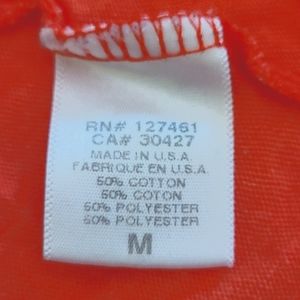 RN# 127461
CA# 30427
MADE IN U.S.A.
FABRIQUE EN U.S.A.
50% COTTON
50% COTON
50% POLYESTER
50% POLYESTER
M